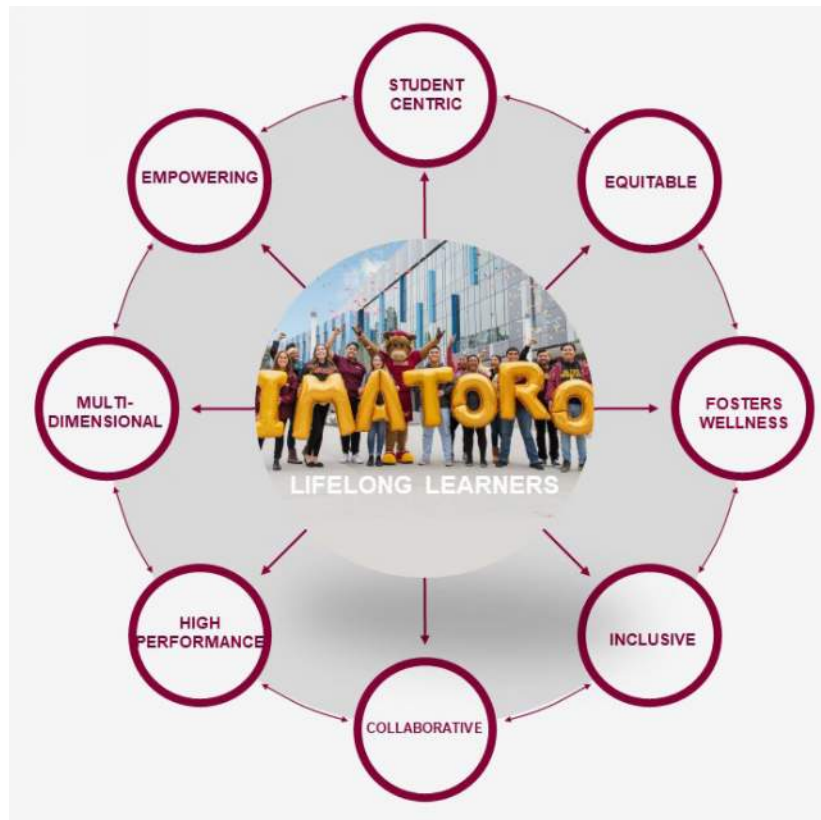 STUDENT
CENTRIC
EMPOWERING
EQUITABLE
IMATORO
MULTI-
DIMENSIONAL
FOSTERS
WELLNESS
LIFELONG LEARNERS
HIGH
PERFORMANCE
INCLUSIVE
COLLABORATIVE